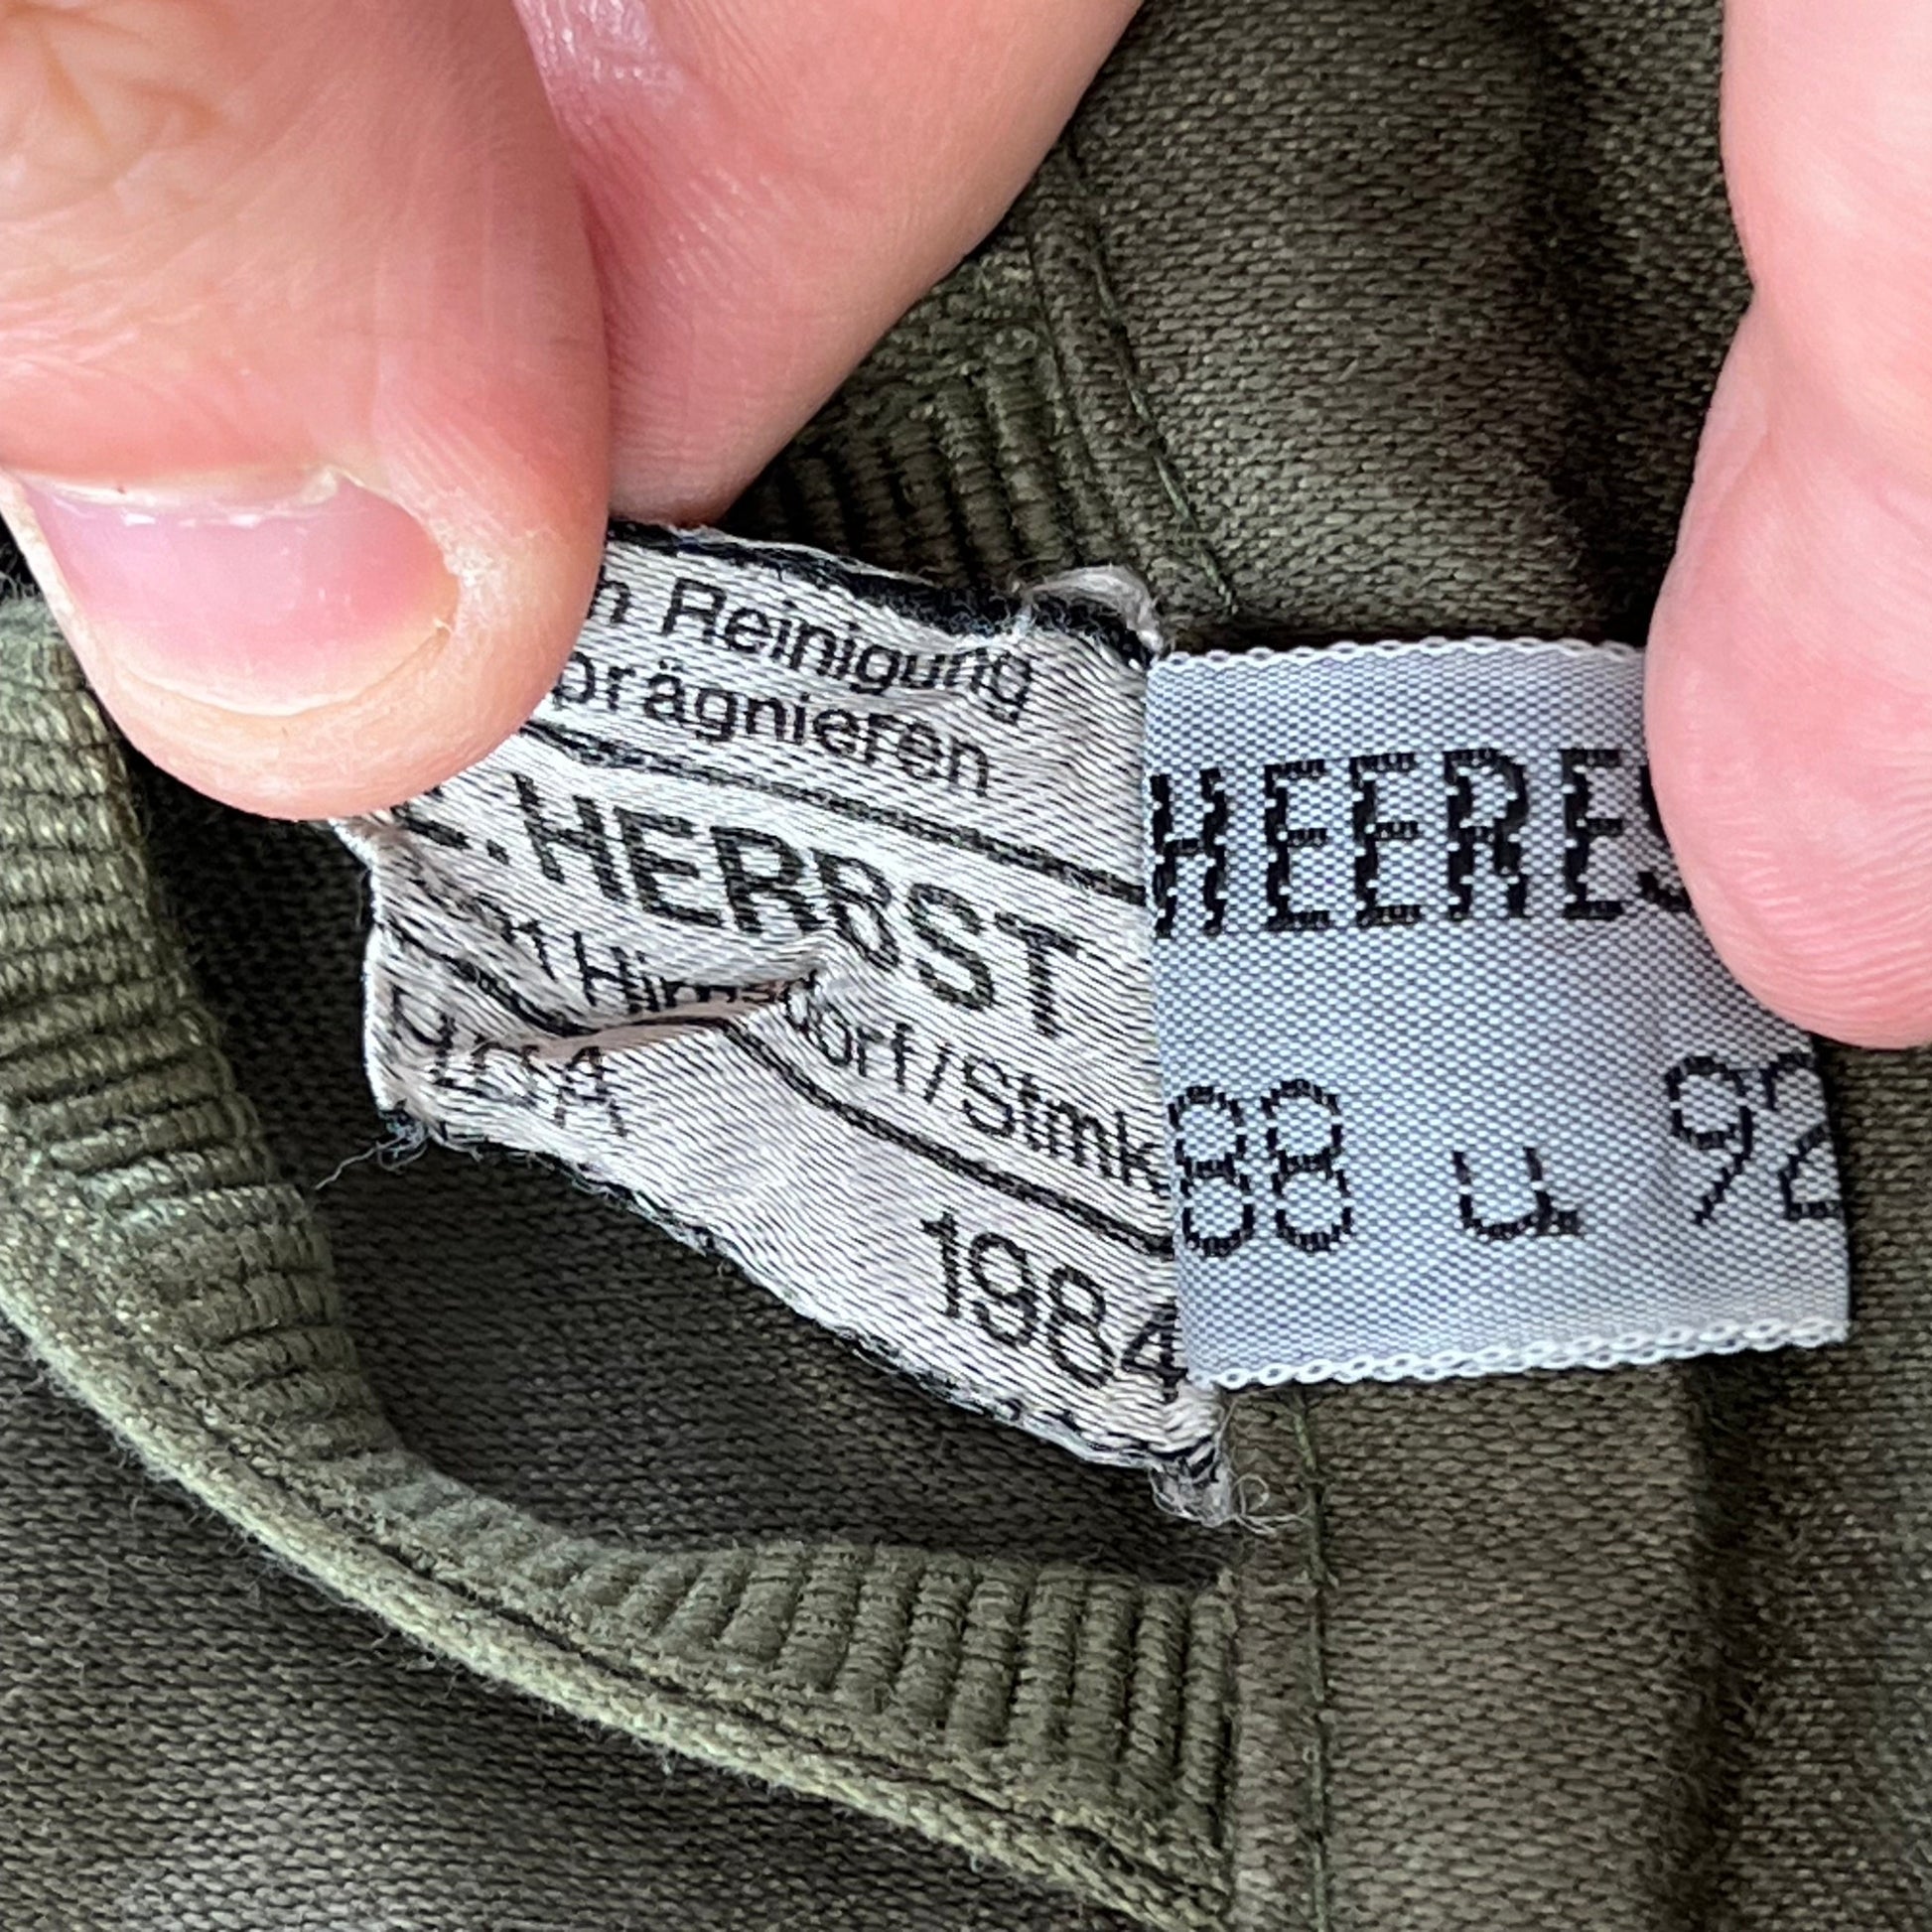 Reinigung
prägnieren
HERBST
Hirnsdorf/Stmk
1984
HEERES
88 u 92